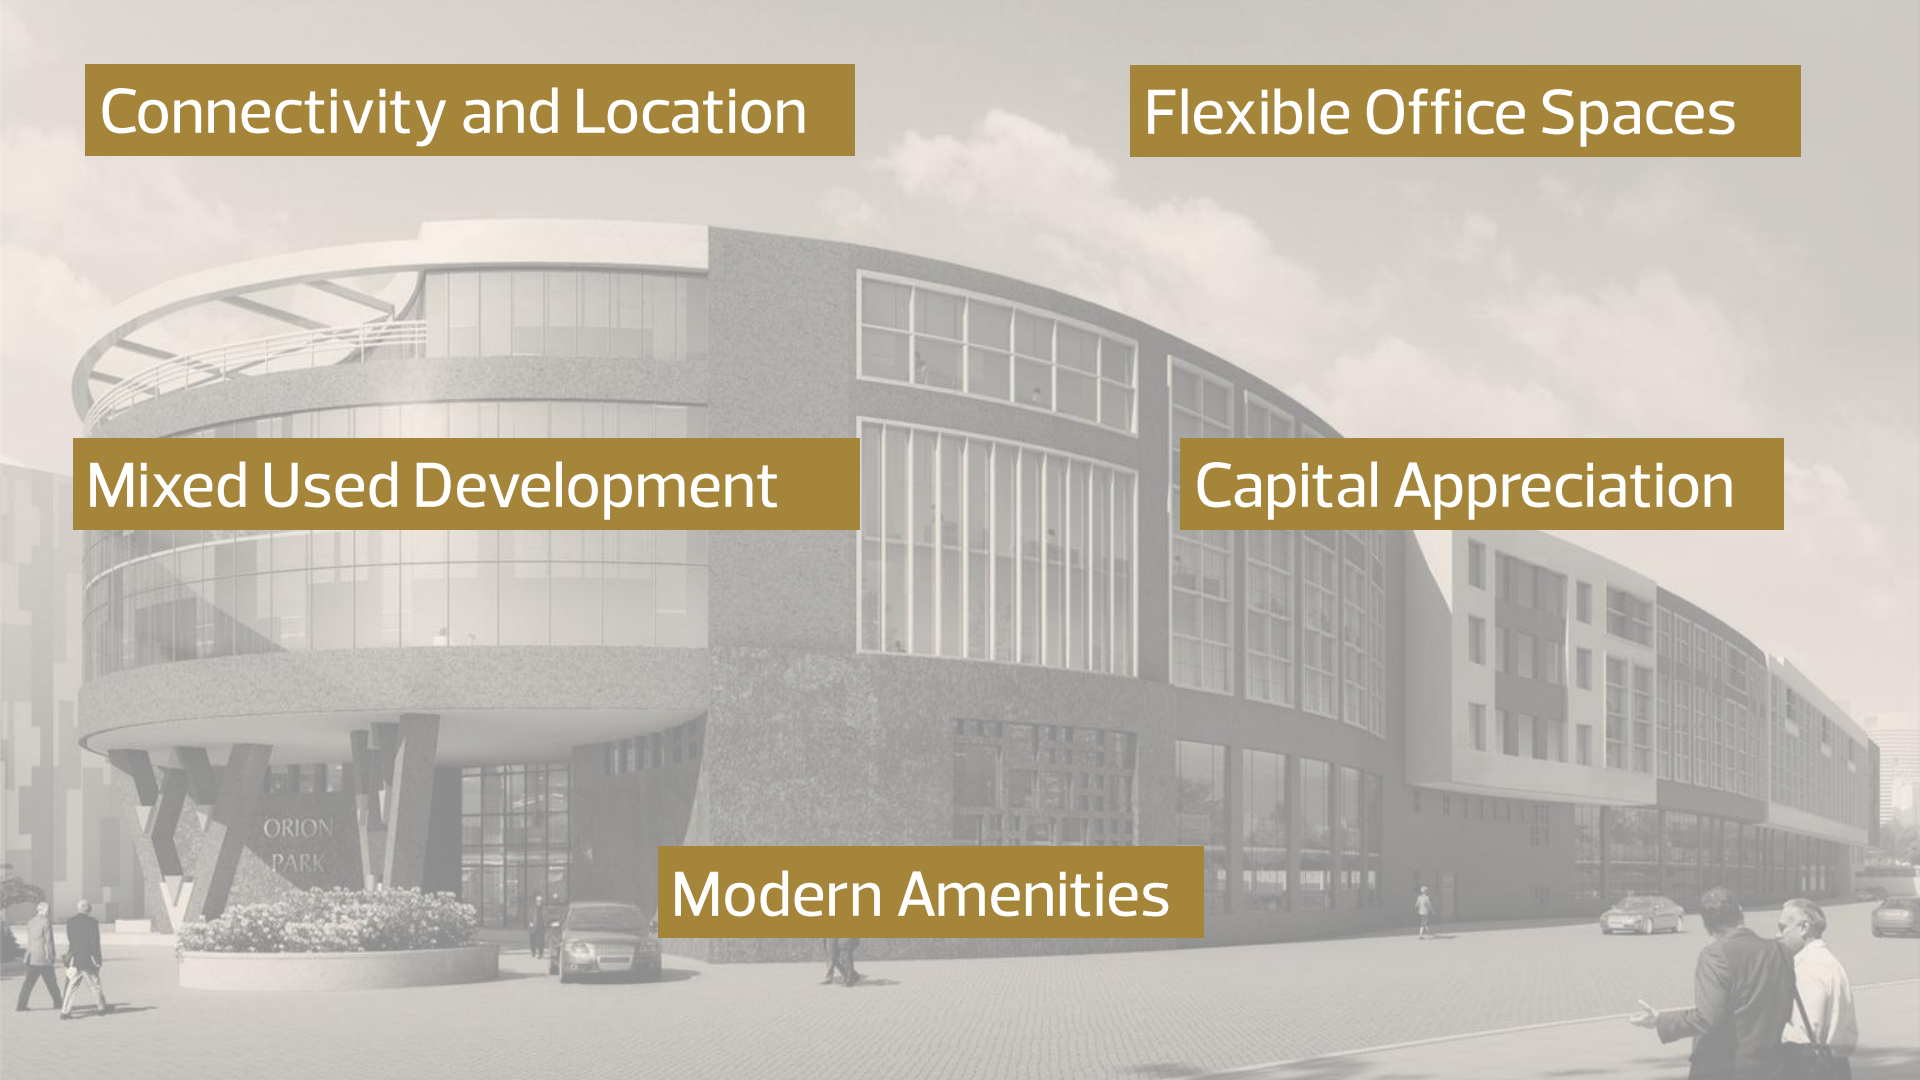 Connectivity and Location
Flexible Office Spaces
Mixed Used Development
Capital Appreciation
ORION
PARK
Modern Amenities